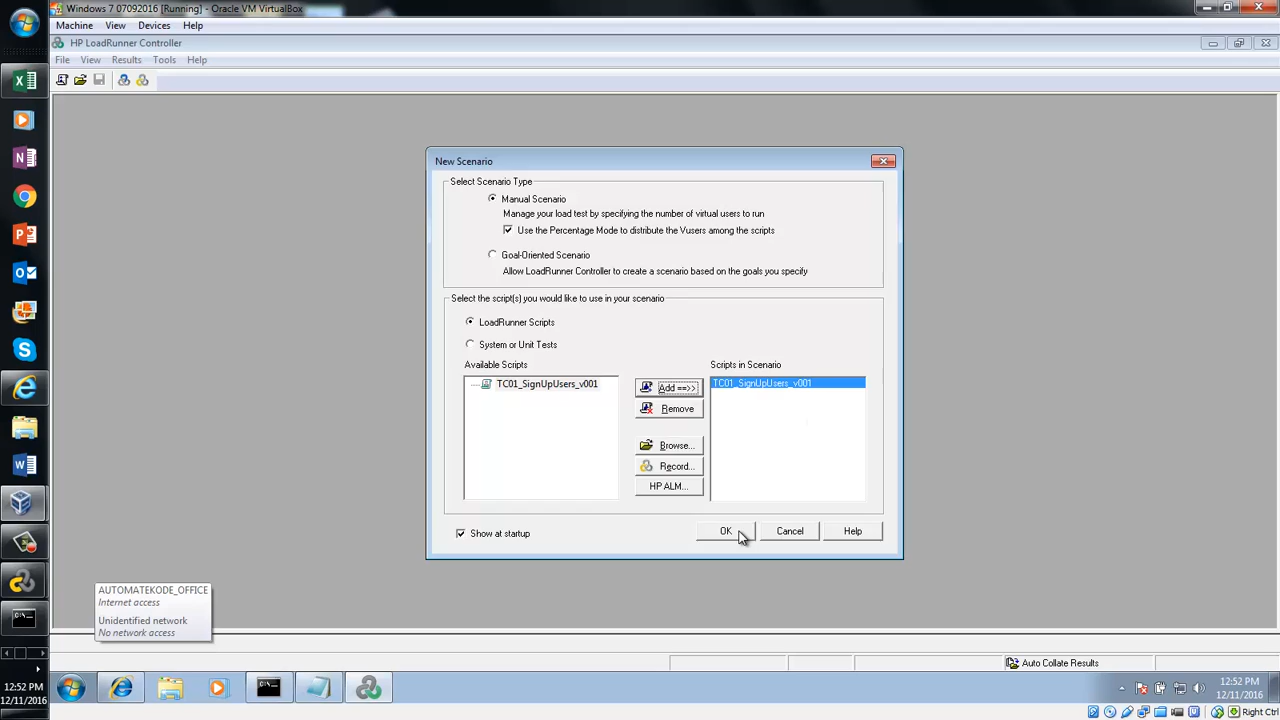 Windows 7 07092016 [Running] - Oracle VM VirtualBox
Machine View Devices Help
HP LoadRunner Controller
File View Results Tools Help
New Scenario
Select Scenario Type
Manual Scenario
Manage your load test by specifying the number of virtual users to run
Use the Percentage Mode to distribute the Vusers among the scripts
Goal-Oriented Scenario
Allow LoadRunner Controller to create a scenario based on the goals you specify
Select the script(s) you would like to use in your scenario
LoadRunner Scripts
System or Unit Tests
Available Scripts
Scripts in Scenario
TC01_SignUpUsers_v001
Add ==>>
TC01_SignUpUsers_v001
Remove
Browse...
Record...
HP ALM...
Show at startup
OK
Cancel
Help
AUTOMATEKODE_OFFICE
Internet access
Unidentified network
No network access
Auto Collate Results
12:52 PM
12/11/2016
12:52 PM
12/11/2016
Right Ctrl